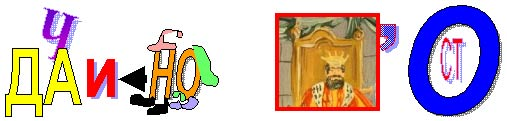 Ч
ДА И НО , О
СТ